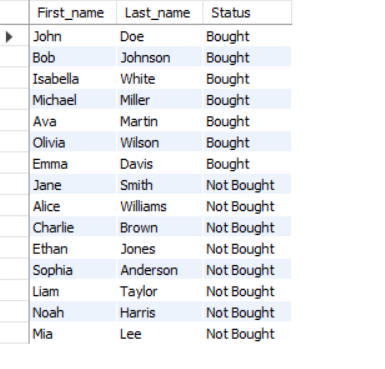 First_name Last_name Status
John Doe Bought
Bob Johnson Bought
Isabella White Bought
Michael Miller Bought
Ava Martin Bought
Olivia Wilson Bought
Emma Davis Bought
Jane Smith Not Bought
Alice Williams Not Bought
Charlie Brown Not Bought
Ethan Jones Not Bought
Sophia Anderson Not Bought
Liam Taylor Not Bought
Noah Harris Not Bought
Mia Lee Not Bought